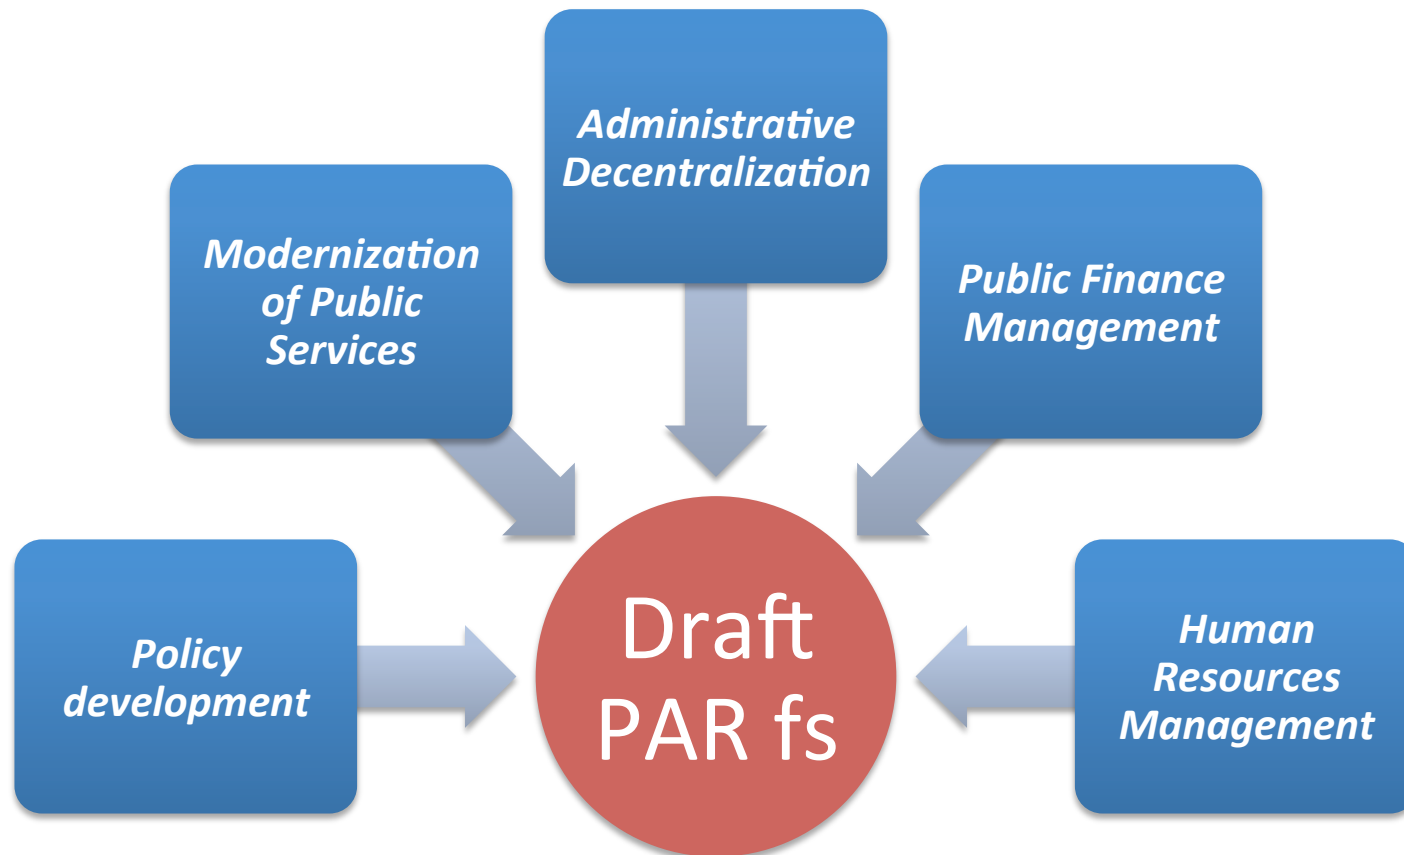 Administrative
Decentralization
Modernization
of Public
Services
Public Finance
Management
Policy
development
Draft
PAR fs
Human
Resources
Management